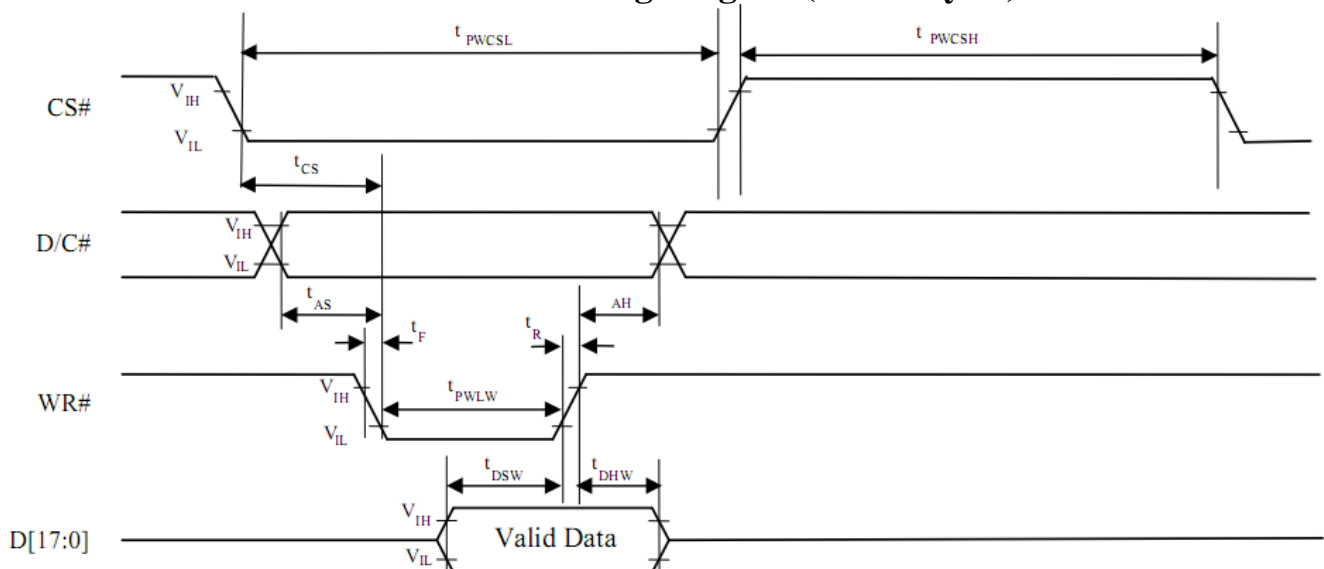 t PWCSL
t PWCSH
CS#
V IH
V IL
t CS
D/C#
V IH
V IL
t AS
AH
t F
t R
WR#
V IH
V IL
t PWLW
t DSW
t DHW
D[17:0]
V IH
V IL
Valid Data